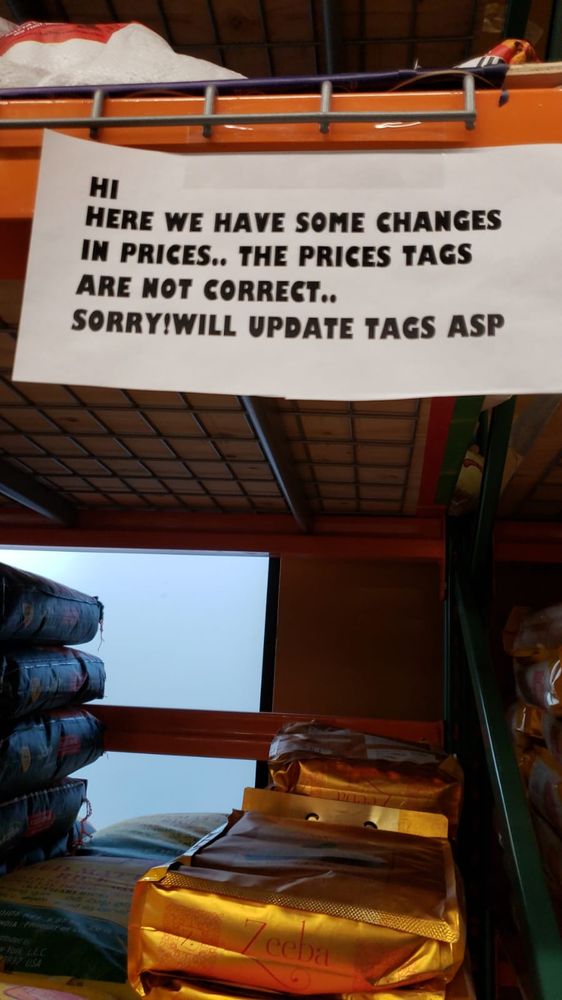 HI
HERE WE HAVE SOME CHANGES
IN PRICES.. THE PRICES TAGS
ARE NOT CORRECT..
SORRY!WILL UPDATE TAGS ASP
Zeeba